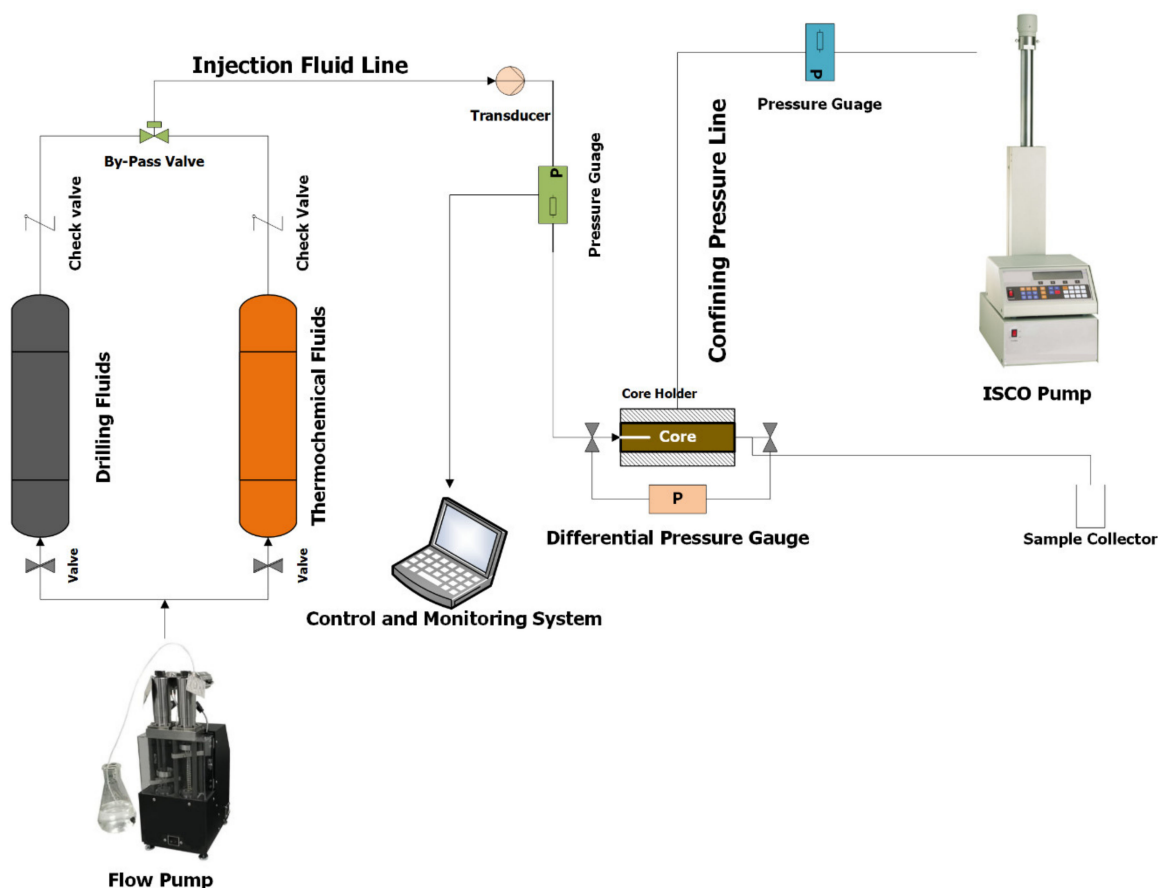 Injection Fluid Line
Transducer
By-Pass Valve
Check valve
Check Valve
P
Pressure Guage
P
Pressure Guage
Confining Pressure Line
ISCO Pump
Drilling Fluids
Thermochemical Fluids
Core Holder
Core
P
Differential Pressure Gauge
Sample Collector
Valve
Valve
Control and Monitoring System
Flow Pump